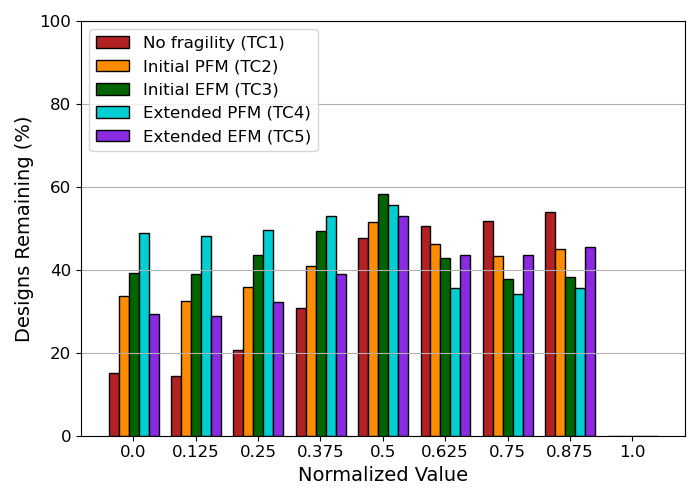 100
80
60
40
20
0
Designs Remaining (%)
No fragility (TC1)
Initial PFM (TC2)
Initial EFM (TC3)
Extended PFM (TC4)
Extended EFM (TC5)
0.0 0.125 0.25 0.375 0.5 0.625 0.75 0.875 1.0
Normalized Value